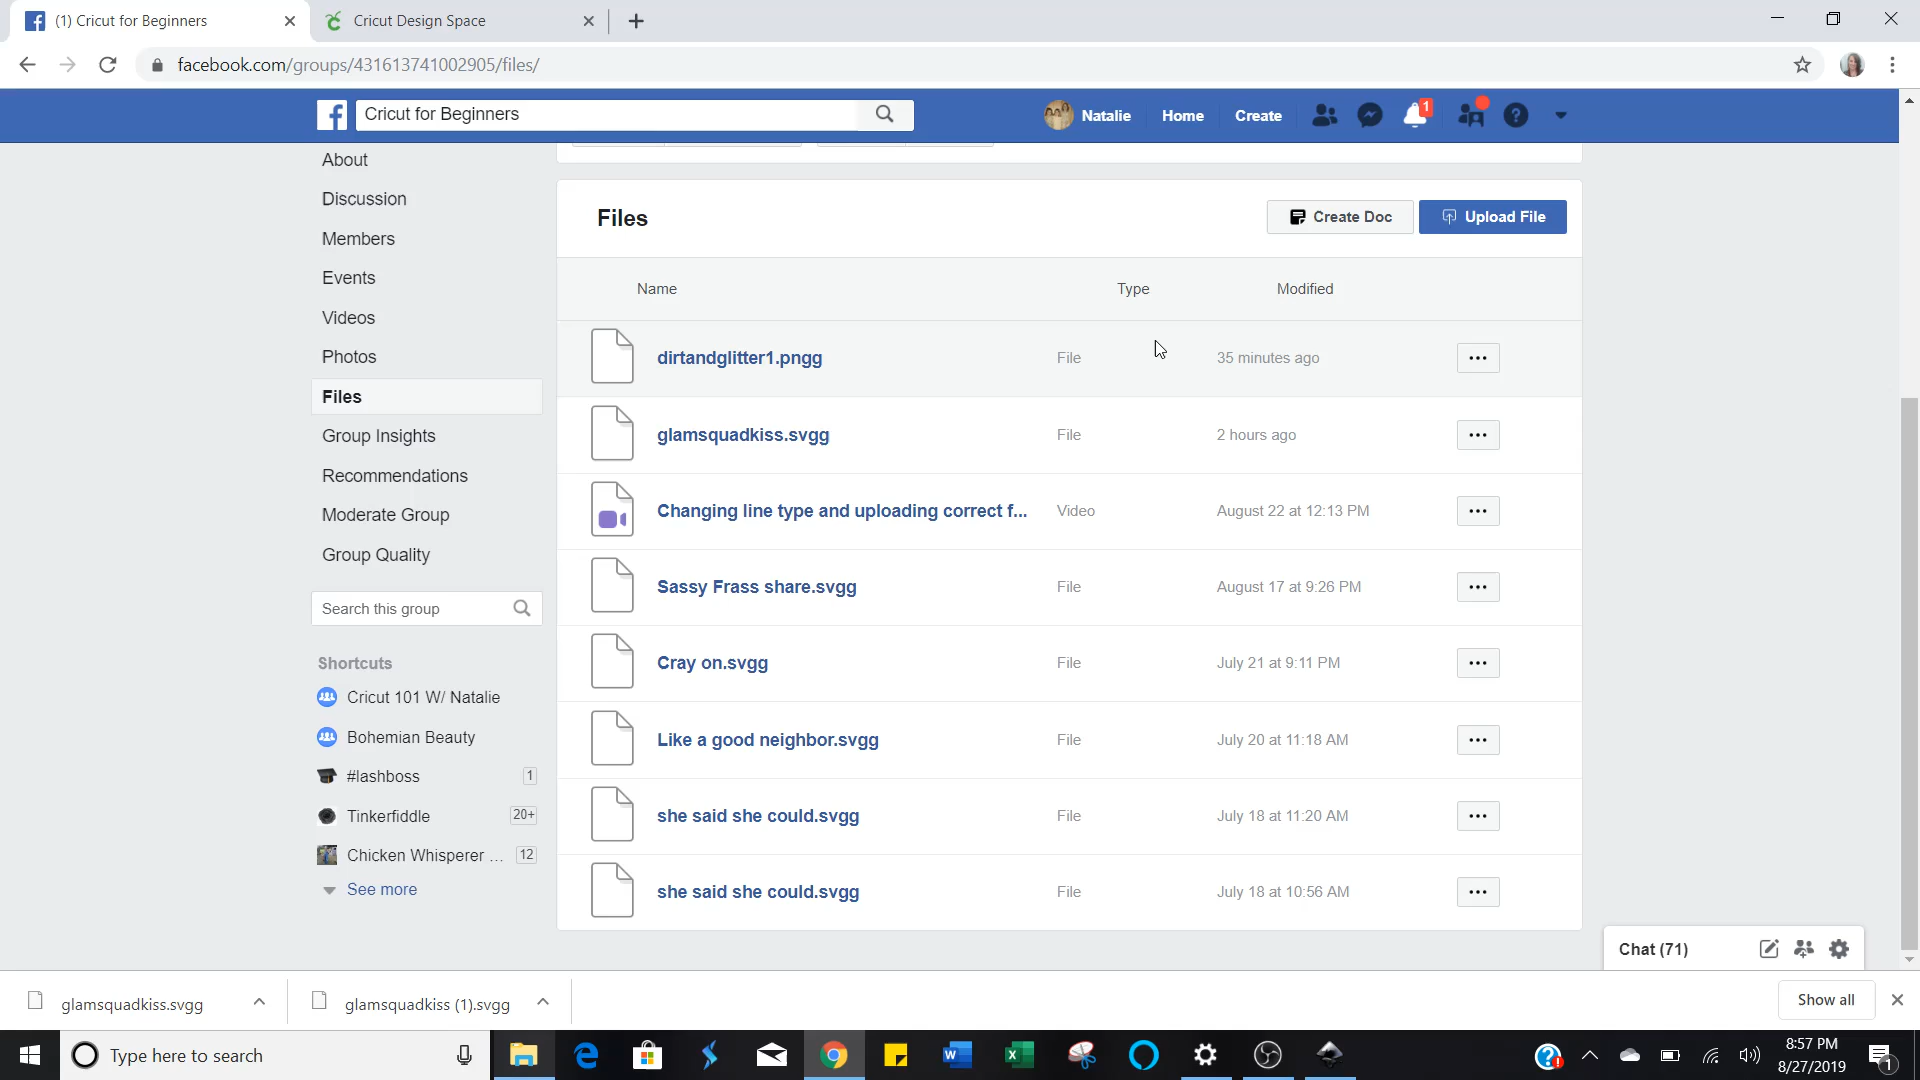 (1) Cricut for Beginners
Cricut Design Space
facebook.com/groups/431613741002905/files/
Cricut for Beginners
Natalie
Home
Create
1
About
Discussion
Members
Events
Videos
Photos
Files
Group Insights
Recommendations
Moderate Group
Group Quality
Search this group
Shortcuts
Cricut 101 W/ Natalie
Bohemian Beauty
#lashboss 1
Tinkerfiddle 20+
Chicken Whisperer ... 12
See more
Files
Create Doc
Upload File
Name Type Modified
dirtandglitter1.pngg File 35 minutes ago
glamsquadkiss.svgg File 2 hours ago
Changing line type and uploading correct f... Video August 22 at 12:13 PM
Sassy Frass share.svgg File August 17 at 9:26 PM
Cray on.svgg File July 21 at 9:11 PM
Like a good neighbor.svgg File July 20 at 11:18 AM
she said she could.svgg File July 18 at 11:20 AM
she said she could.svgg File July 18 at 10:56 AM
Chat (71)
glamsquadkiss.svgg
glamsquadkiss (1).svgg
Show all
Type here to search
8:57 PM
8/27/2019
1